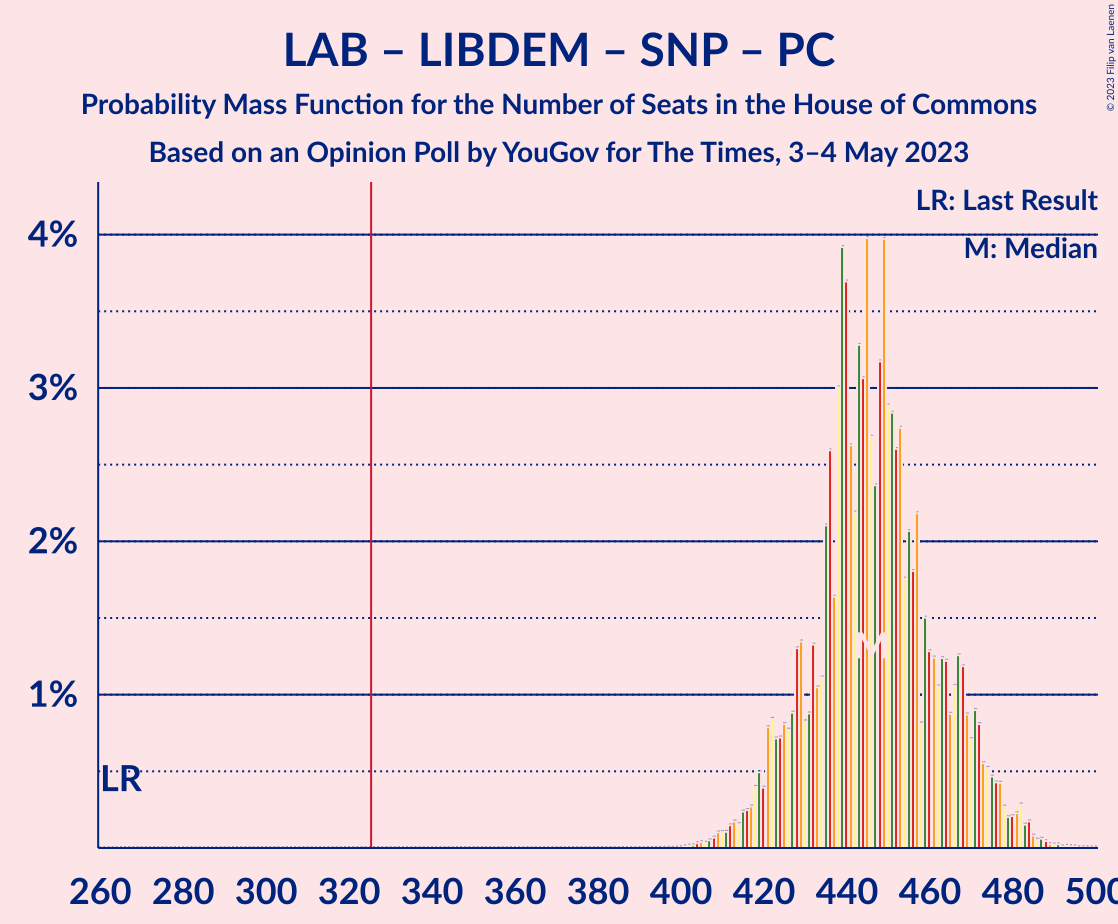 LAB – LIBDEM – SNP – PC
Probability Mass Function for the Number of Seats in the House of Commons
Based on an Opinion Poll by YouGov for The Times, 3–4 May 2023
© 2023 Filip van Laenen
LR: Last Result
M: Median
4%
3%
2%
1%
M
LR
260 280 300 320 340 360 380 400 420 440 460 480 500